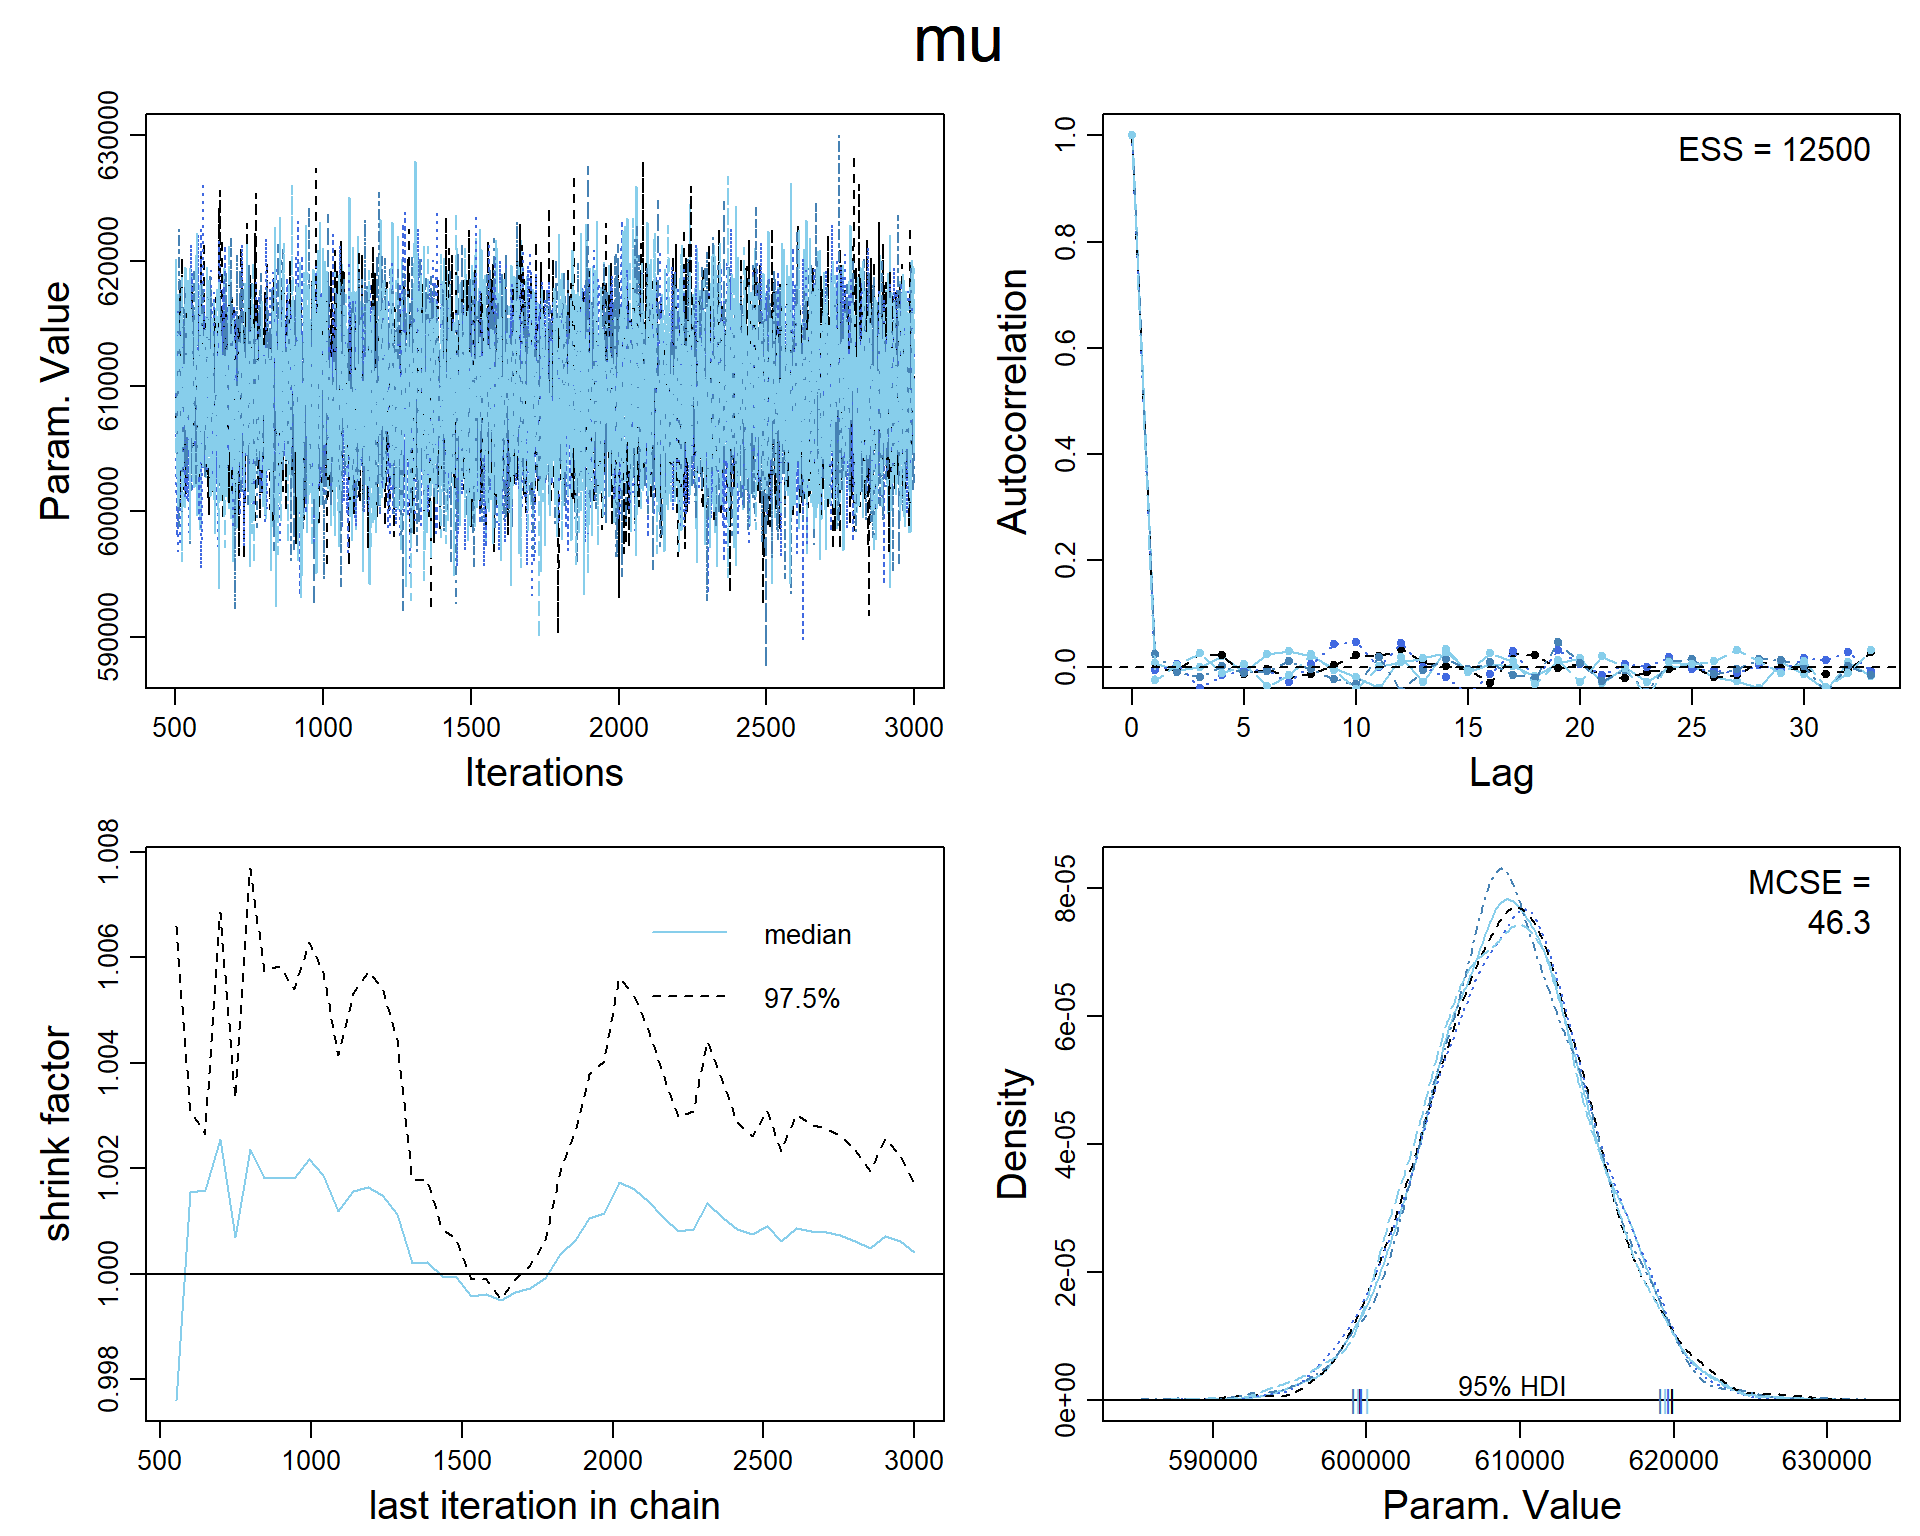 mu
630000
620000
610000
600000
590000
Param. Value
500 1000 1500 2000 2500 3000
Iterations
ESS = 12500
1.0
0.8
0.6
0.4
0.2
0.0
Autocorrelation
0 5 10 15 20 25 30
Lag
1.008
1.006
1.004
1.002
1.000
0.998
shrink factor
median
97.5%
500 1000 1500 2000 2500 3000
last iteration in chain
MCSE =
46.3
8e-05
6e-05
4e-05
2e-05
0e+00
Density
95% HDI
590000 600000 610000 620000 630000
Param. Value